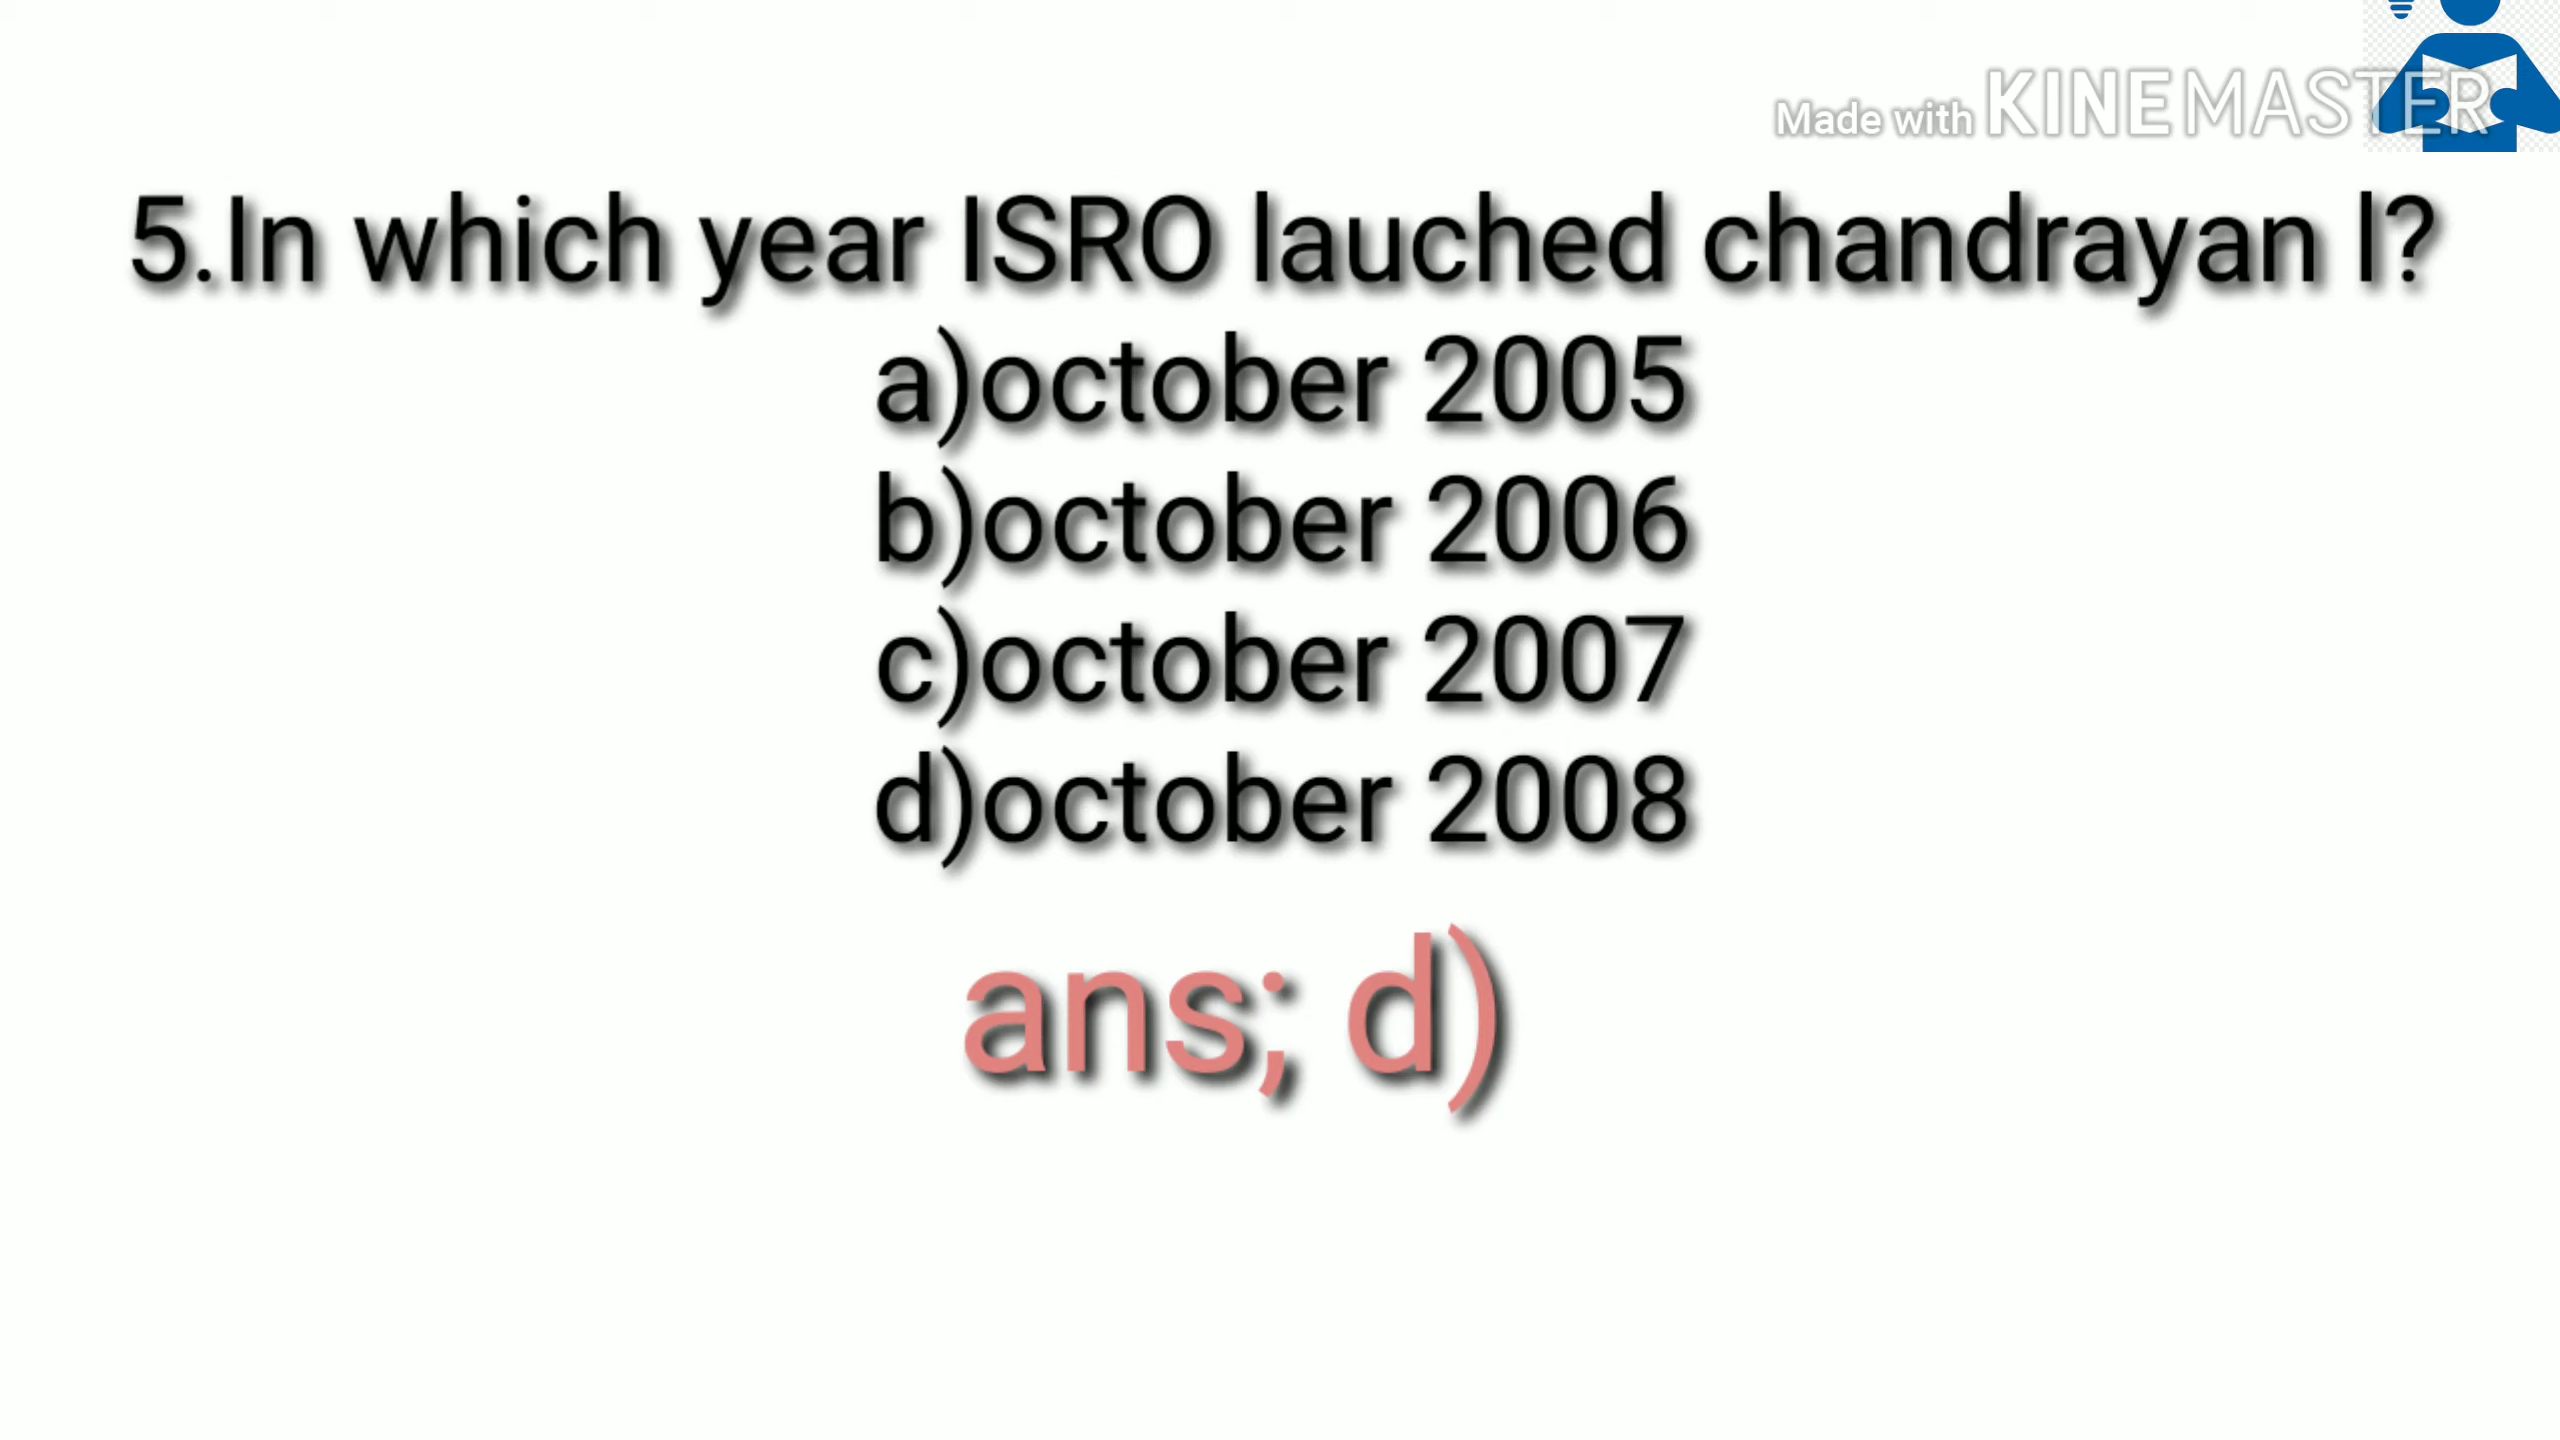 Made with KINEMASTER
5.In which year ISRO lauched chandrayan l?
a)october 2005
b)october 2006
c)october 2007
d)october 2008
ans; d)